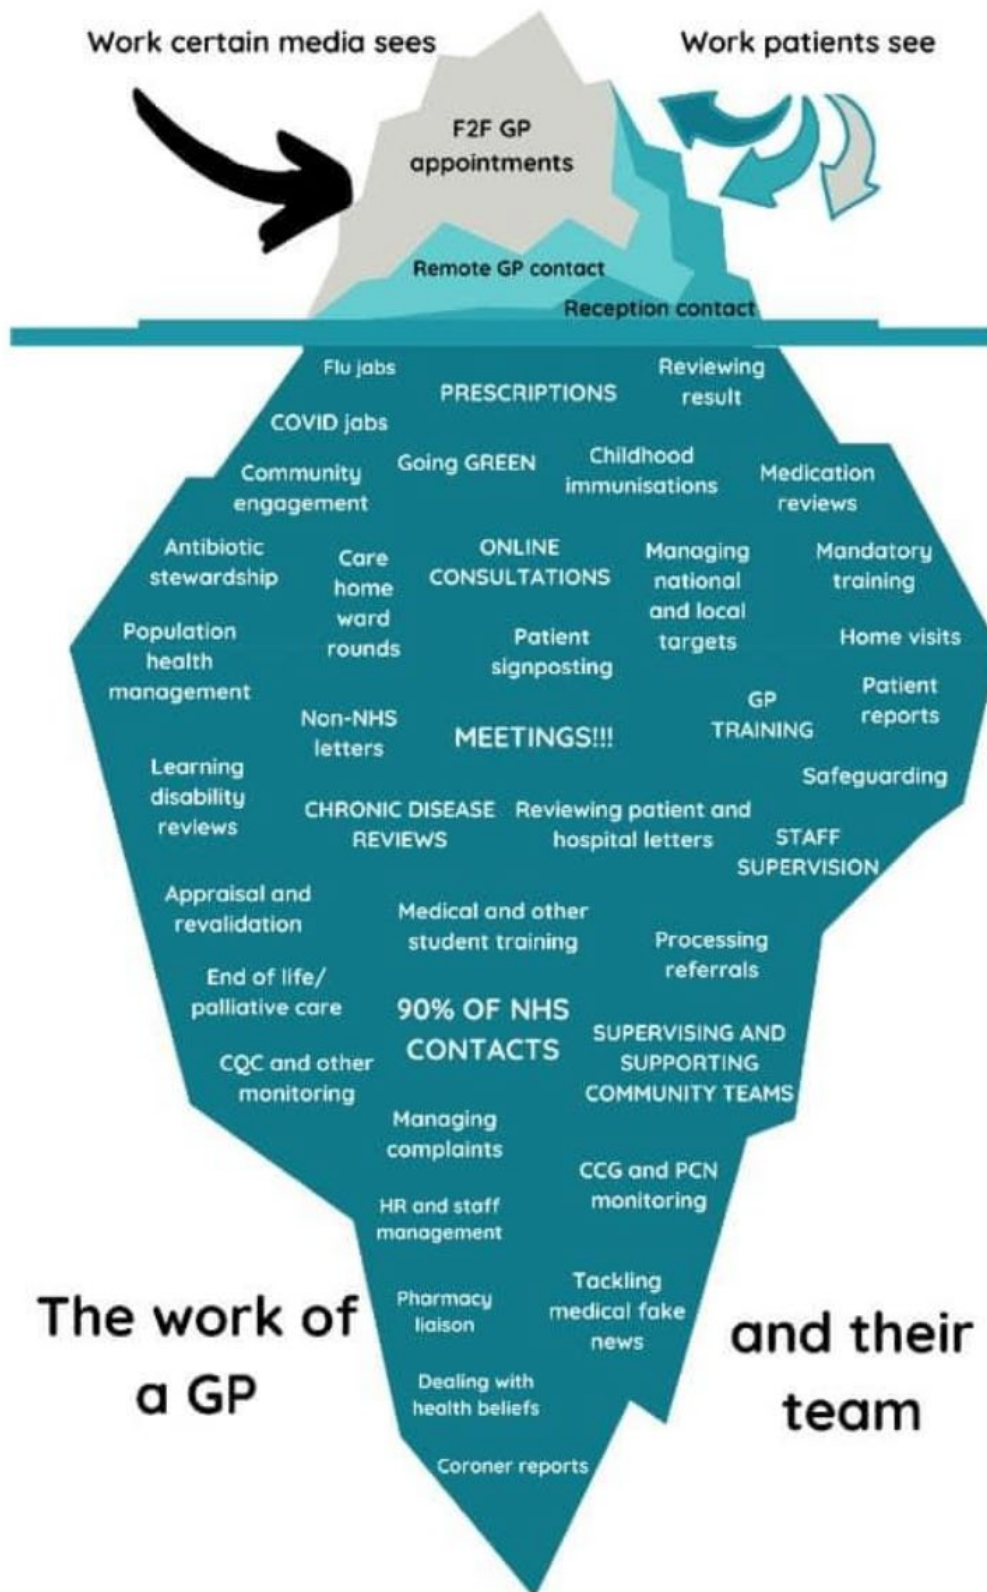 Work certain media sees
Work patients see
F2F GP
appointments
Remote GP contact
Reception contact
Flu jabs
PRESCRIPTIONS
Reviewing
result
COVID jabs
Going GREEN
Childhood
immunisations
Community
engagement
Medication
reviews
Antibiotic
stewardship
Care
home
ward
rounds
ONLINE
CONSULTATIONS
Managing
national
and local
targets
Mandatory
training
Population
health
management
Patient
signposting
Home visits
Non-NHS
letters
MEETINGS!!!
GP
TRAINING
Patient
reports
Learning
disability
reviews
Safeguarding
CHRONIC DISEASE
REVIEWS
Reviewing patient and
hospital letters
STAFF
SUPERVISION
Appraisal and
revalidation
Medical and other
student training
Processing
referrals
End of life/
palliative care
90% OF NHS
CONTACTS
SUPERVISING AND
SUPPORTING
COMMUNITY TEAMS
CQC and other
monitoring
Managing
complaints
CCG and PCN
monitoring
HR and staff
management
Pharmacy
liaison
Tackling
medical fake
news
Dealing with
health beliefs
Coroner reports
The work of
a GP
and their
team